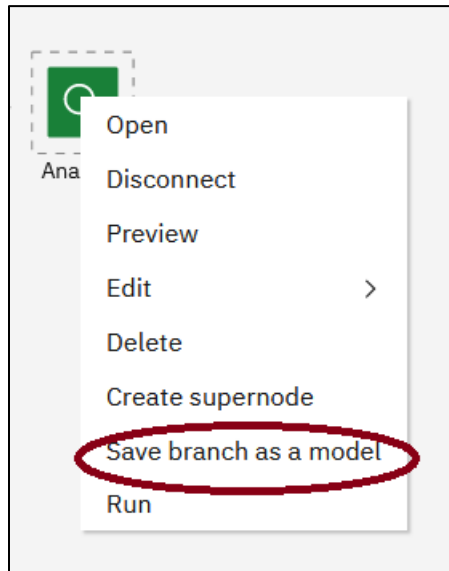 Ana
Open
Disconnect
Preview
Edit
Delete
Create supernode
Save branch as a model
Run